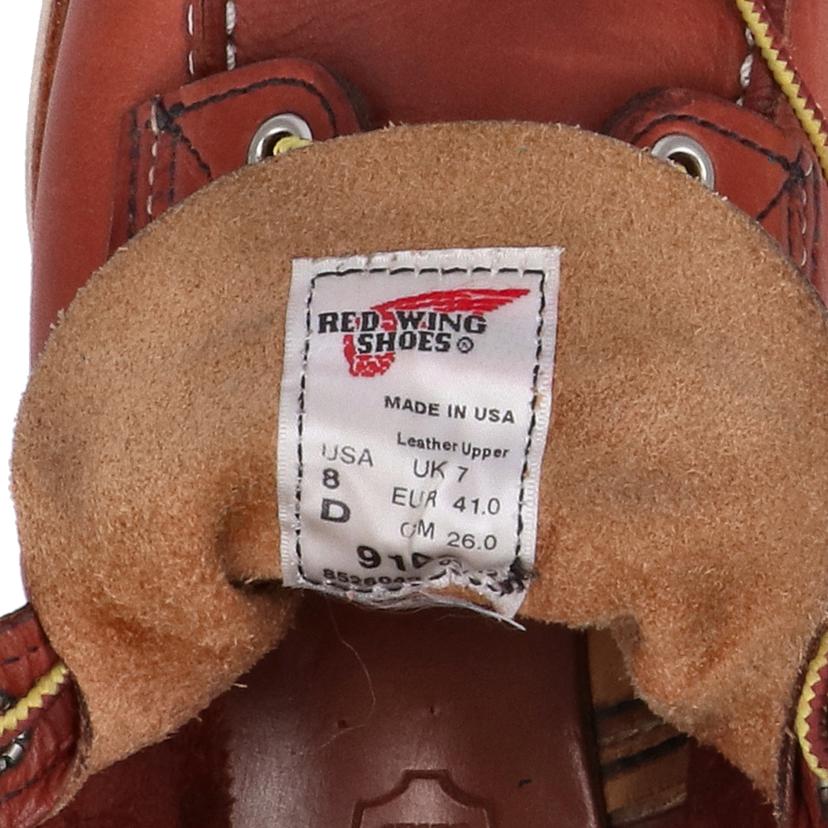 RED WING
SHOES ®
MADE IN USA
Leather Upper
USA UK 7
8 EUR 41.0
D CM 26.0